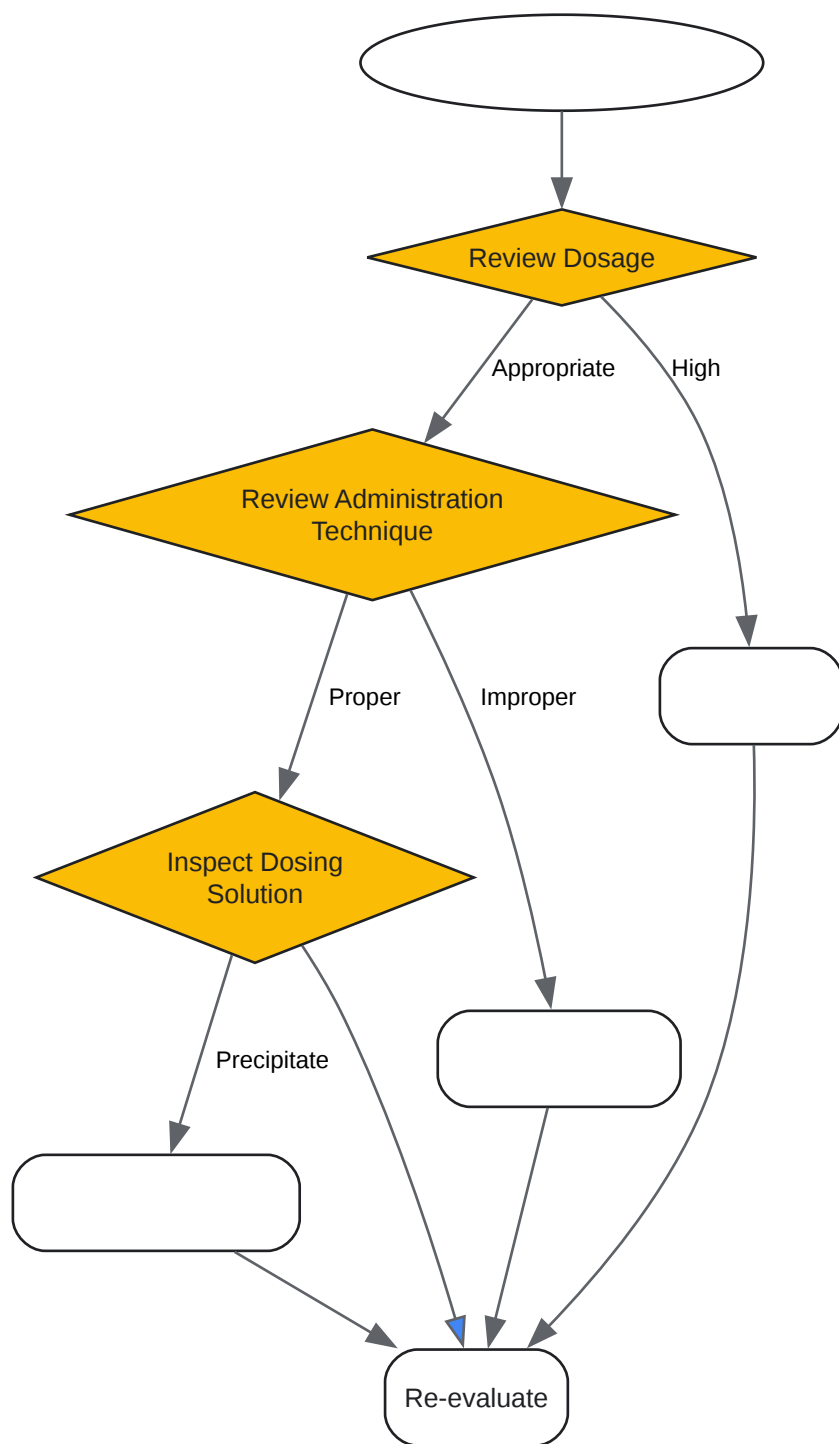 Review Dosage
Appropriate
High
Review Administration
Technique
Proper
Improper
Inspect Dosing
Solution
Precipitate
Re-evaluate